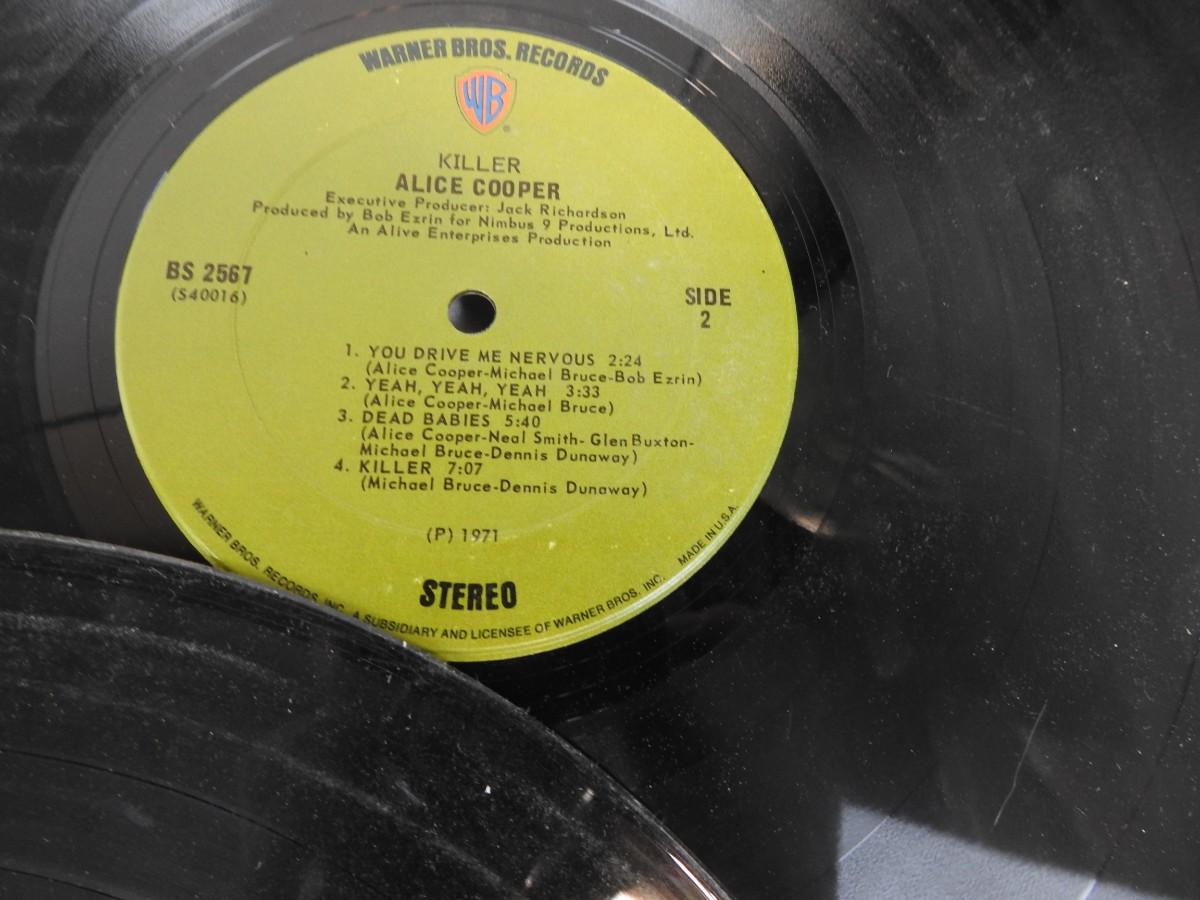 WARNER BROS. RECORDS
WB
KILLER
ALICE COOPER
Executive Producer: Jack Richardson
Produced by Bob Ezrin for Nimbus 9 Productions, Ltd.
An Alive Enterprises Production
BS 2567
(S40016)
SIDE
2
1. YOU DRIVE ME NERVOUS 2:24
(Alice Cooper-Michael Bruce-Bob Ezrin)
2. YEAH, YEAH, YEAH 3:33
(Alice Cooper-Michael Bruce)
3. DEAD BABIES 5:40
(Alice Cooper-Neal Smith- Glen Buxton-
Michael Bruce-Dennis Dunaway)
4. KILLER 7:07
(Michael Bruce-Dennis Dunaway)
(P) 1971
STEREO
WARNER BROS. RECORDS INC. A SUBSIDIARY AND LICENSEE OF WARNER BROS. INC. MADE IN U.S.A.